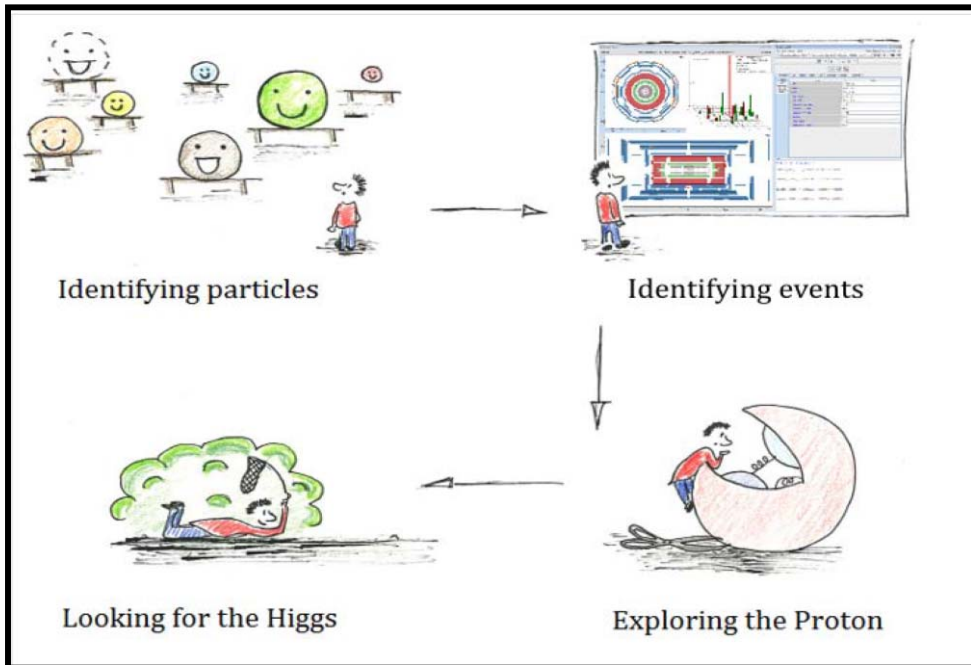 Identifying particles
Identifying events
Looking for the Higgs
Exploring the Proton